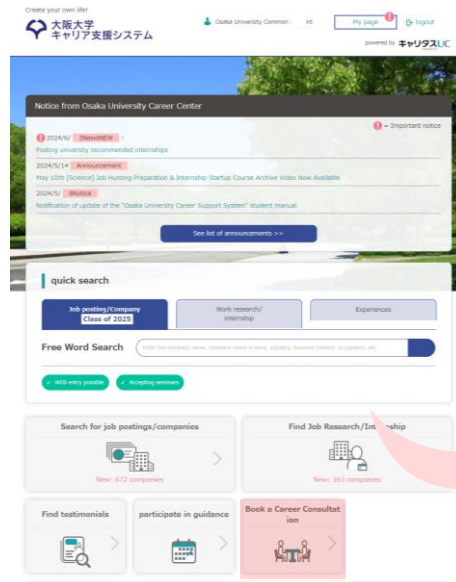 Create your own life!
大阪大学
キャリア支援システム
Osaka University Common
My page
logout
powered by キャリタスUC
Notice from Osaka University Career Center
= Important notice
2024/6/ 3NewsNEW
Posting university recommended internships
2024/5/14 Announcement
May 10th [Science] Job Hunting Preparation & Internship Startup Course Archive Video Now Available
2024/5/ 8Notice
Notification of update of the "Osaka University Career Support System" student manual
See list of announcements >>
quick search
Job posting/Company
Class of 2025
Work research/
internship
Experiences
Free Word Search
✓ WEB entry possible
✓ Accepting seminars
Search for job postings/companies
New: 672 companies
Find Job Research/Int ship
New: 363 companies
Find testimonials
participate in guidance
Book a Career Consultat
ion